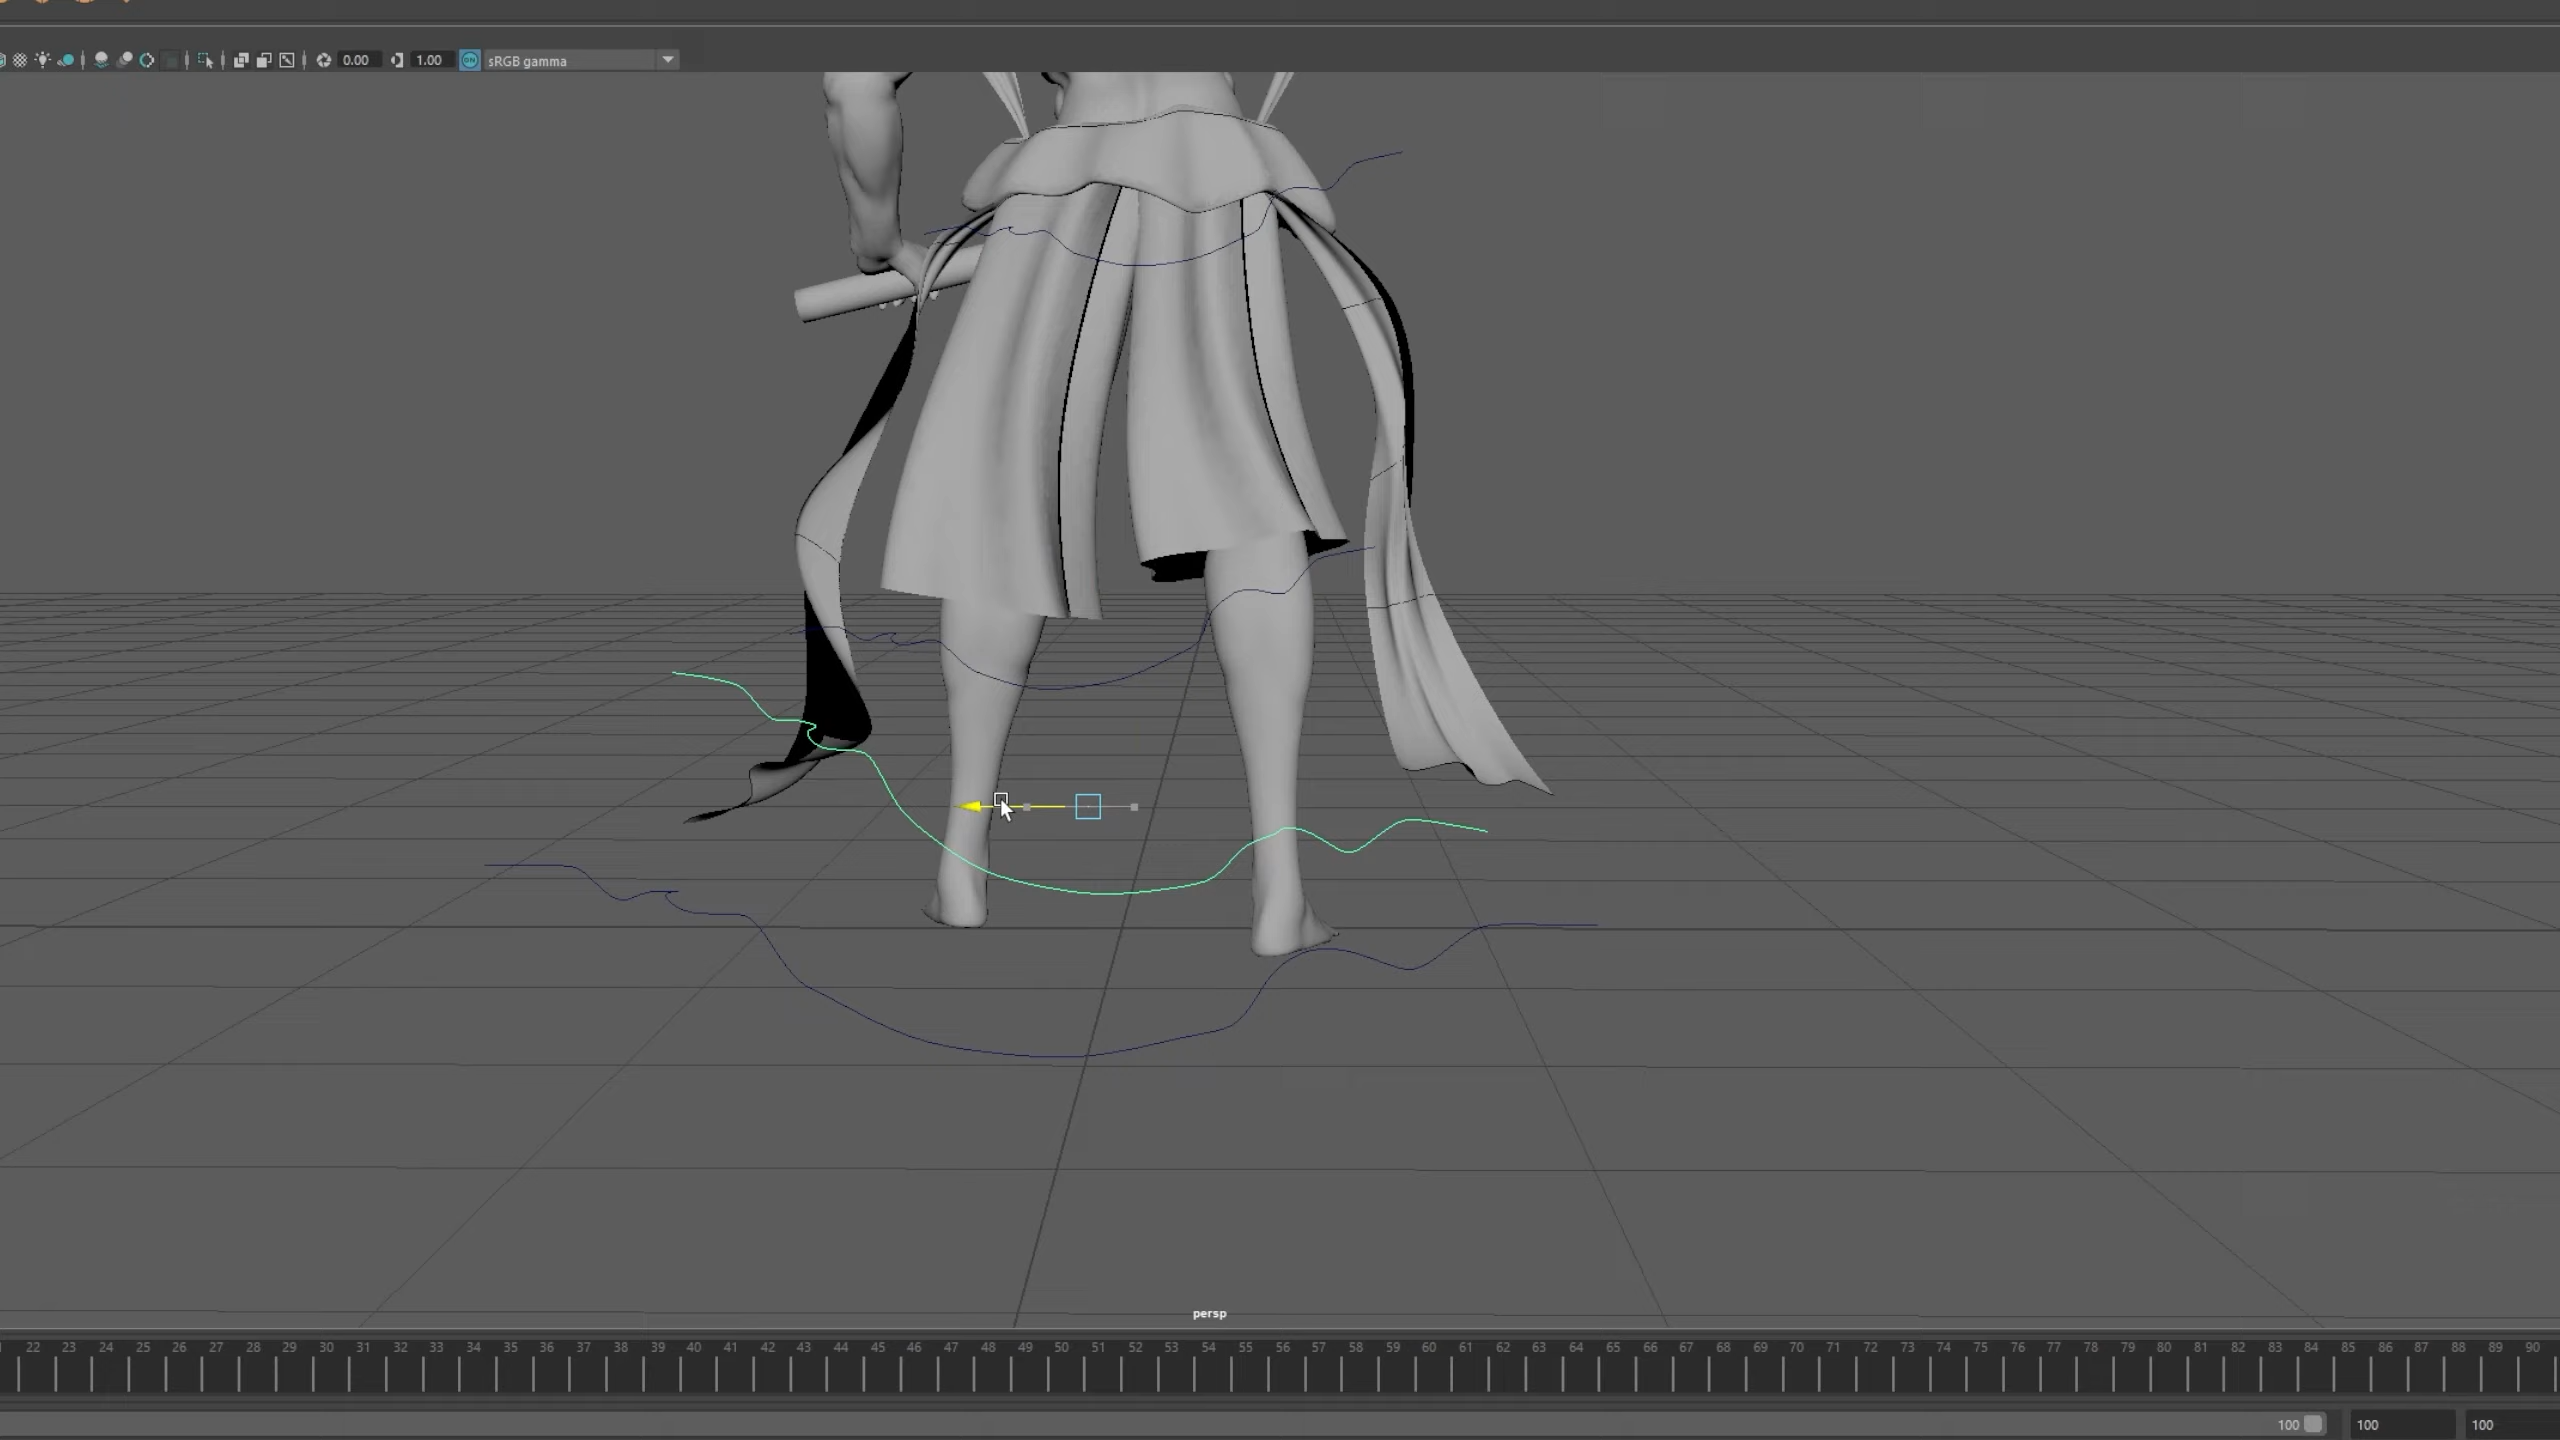 0.00 1.00 ON sRGB gamma
persp
22 23 24 25 26 27 28 29 30 31 32 33 34 35 36 37 38 39 40 41 42 43 44 45 46 47 48 49 50 51 52 53 54 55 56 57 58 59 60 61 62 63 64 65 66 67 68 69 70 71 72 73 74 75 76 77 78 79 80 81 82 83 84 85 86 87 88 89 90
100 100 100